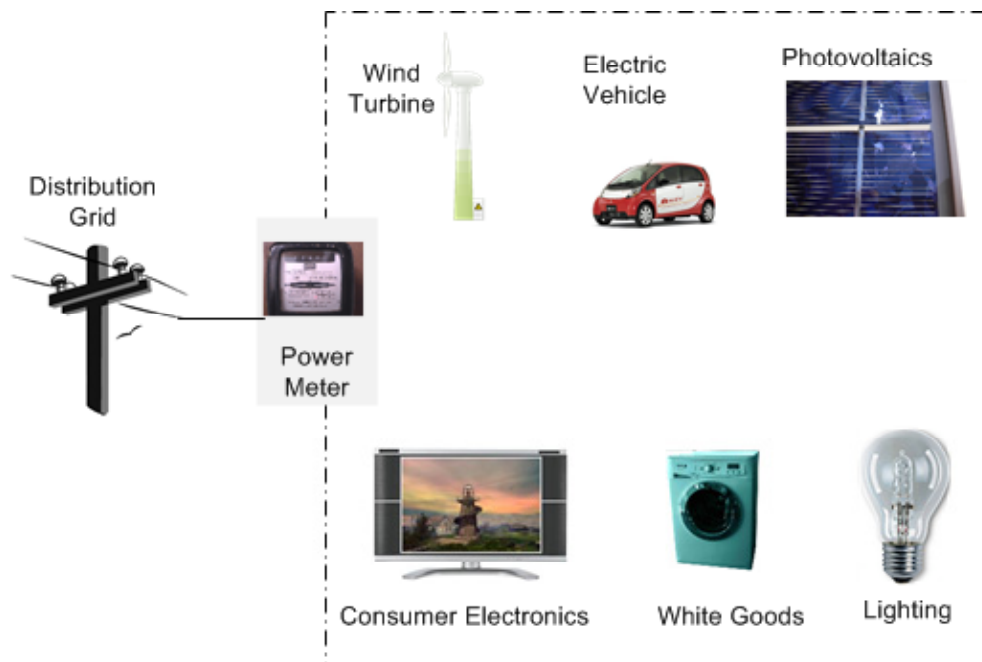 Wind
Turbine
Electric
Vehicle
Photovoltaics
Distribution
Grid
Power
Meter
Consumer Electronics
White Goods
Lighting